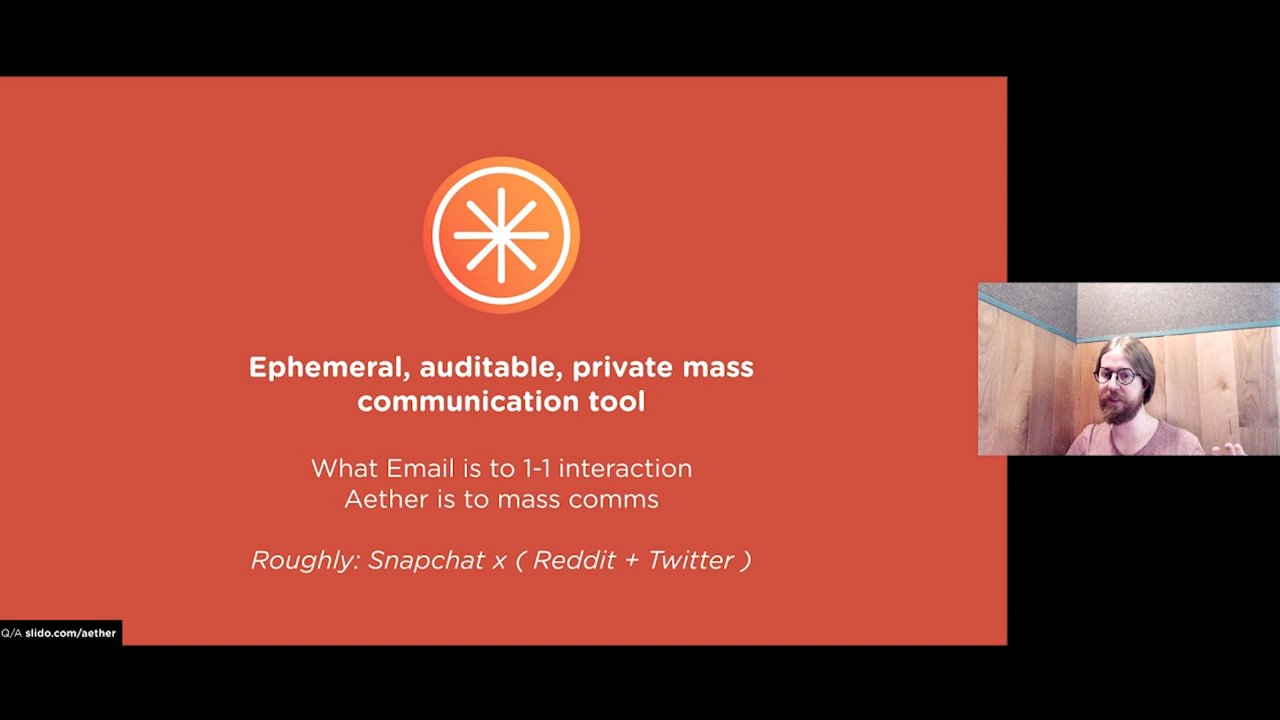 Ephemeral, auditable, private mass
communication tool
What Email is to 1-1 interaction
Aether is to mass comms
Roughly: Snapchat x ( Reddit + Twitter )
Q/A slido.com/aether